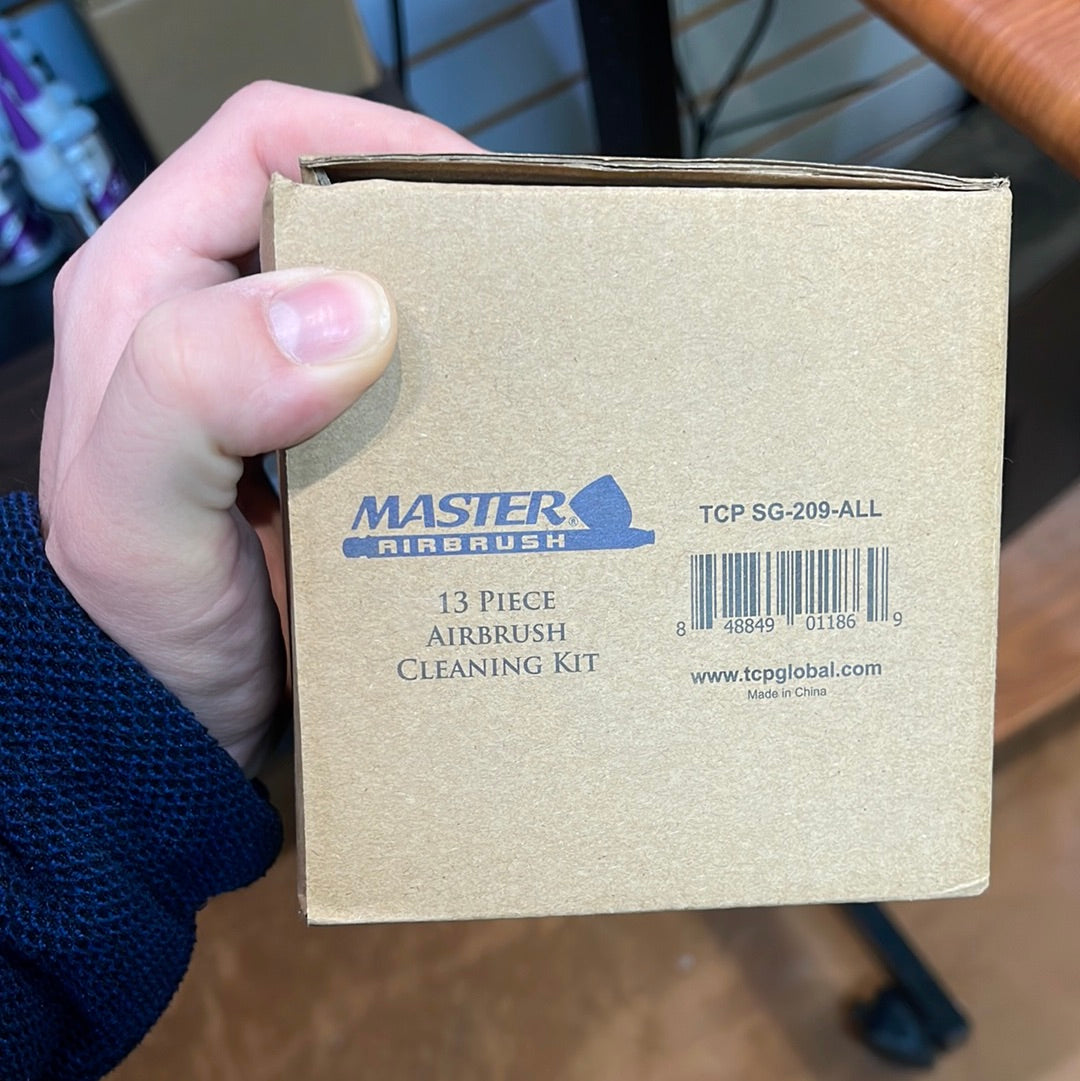 MASTER®
AIRBRUSH
13 PIECE
AIRBRUSH
CLEANING KIT
TCP SG-209-ALL
8 48849 01186 9
www.tcpglobal.com
Made in China